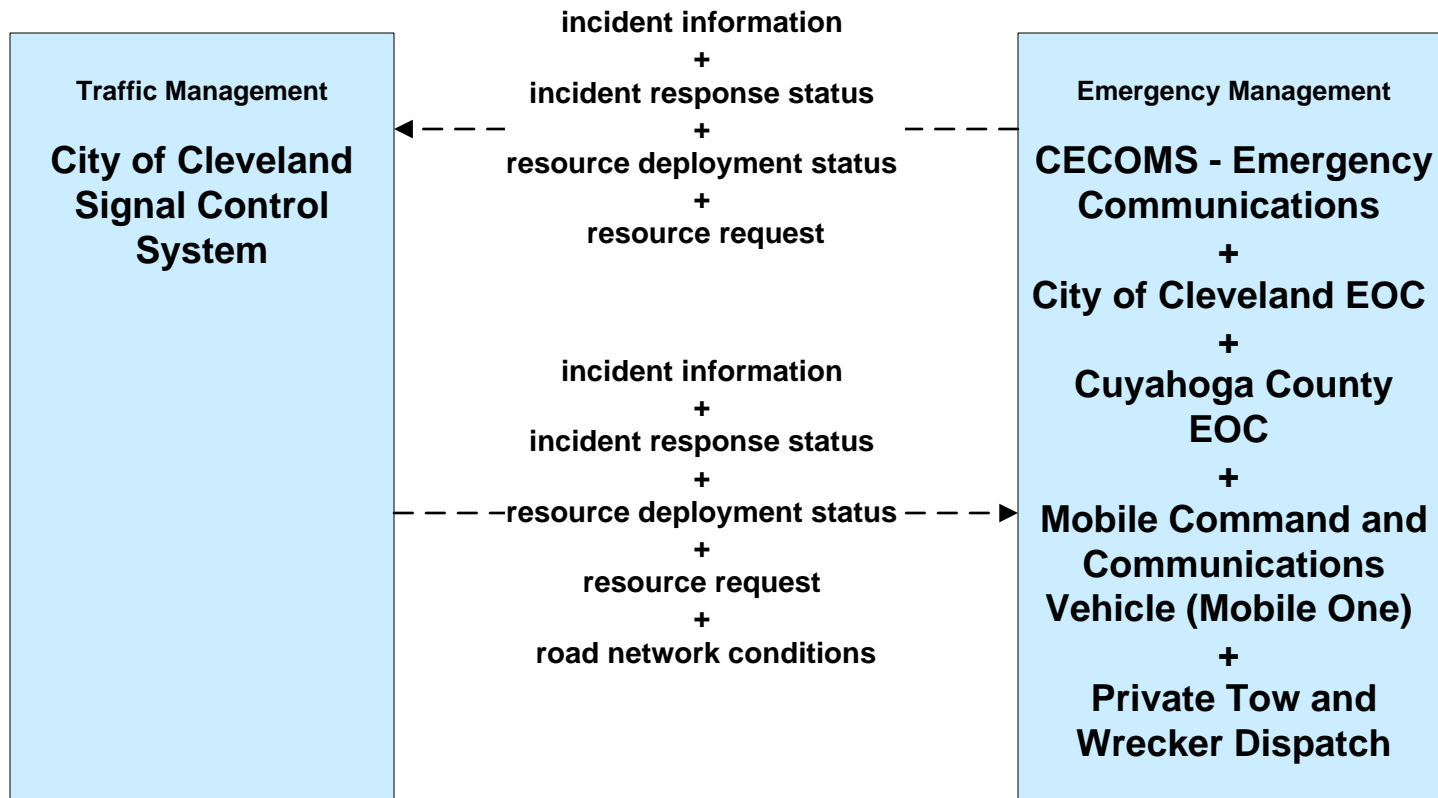 Traffic Management
City of Cleveland
Signal Control
System
incident information
+
incident response status
+
resource deployment status
+
resource request
incident information
+
incident response status
+
resource deployment status
+
resource request
+
road network conditions
Emergency Management
CECOMS - Emergency
Communications
+
City of Cleveland EOC
+
Cuyahoga County
EOC
+
Mobile Command and
Communications
Vehicle (Mobile One)
+
Private Tow and
Wrecker Dispatch